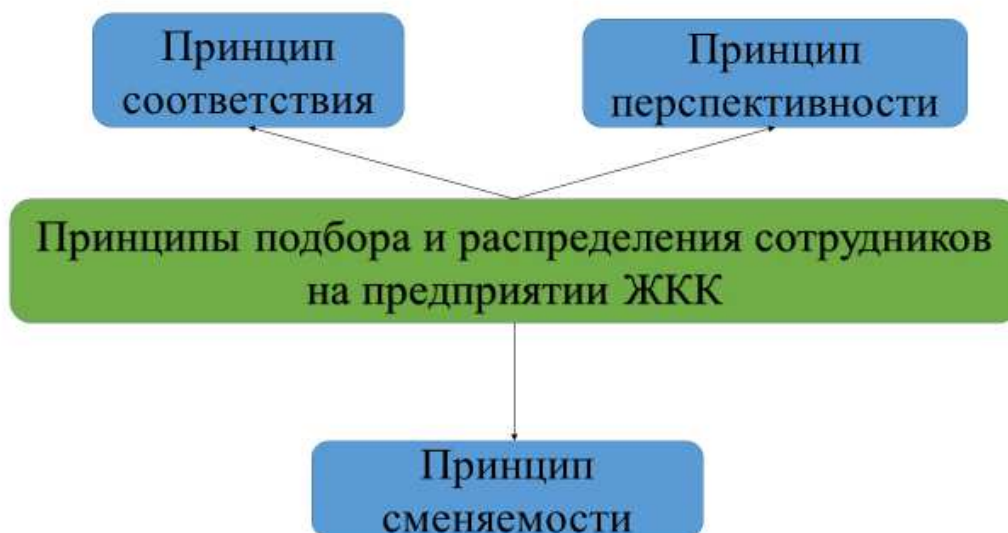 Принцип
соответствия
Принцип
перспективности
Принципы подбора и распределения сотрудников
на предприятии ЖКК
Принцип
сменяемости